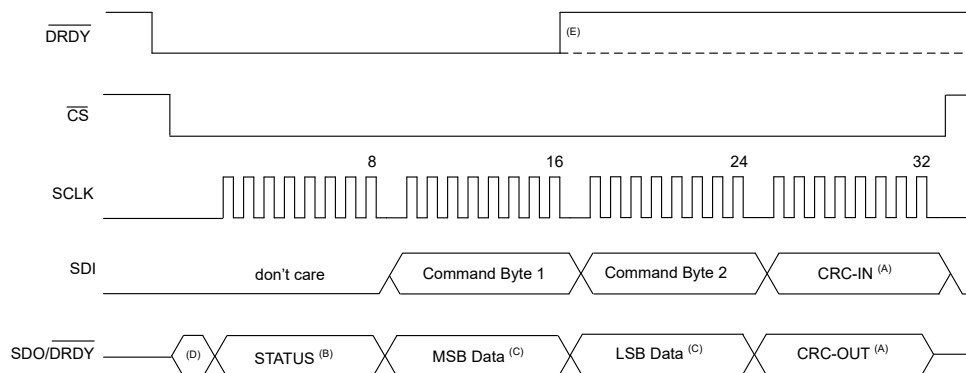 DRDY
(E)
CS
8 16 24 32
SCLK
SDI
don't care Command Byte 1 Command Byte 2 CRC-IN (A)
SDO/DRDY
(D) STATUS (B) MSB Data (C) LSB Data (C) CRC-OUT (A)